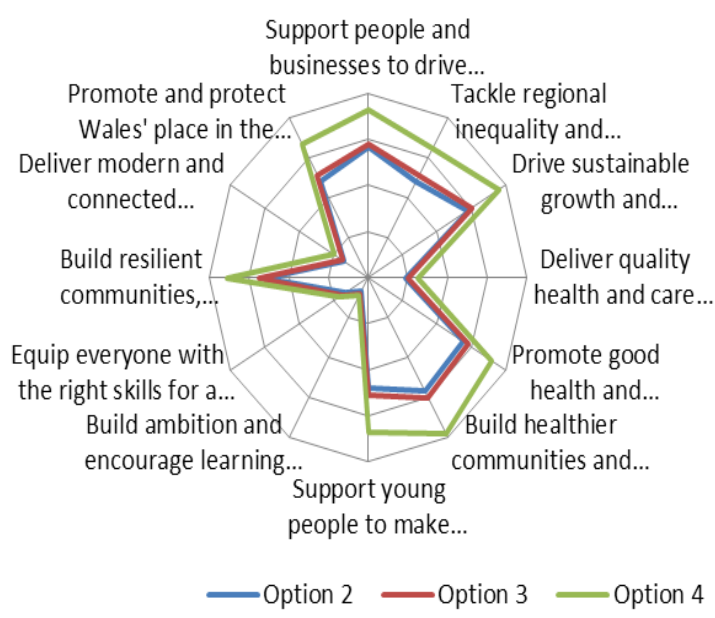 Support people and
businesses to drive...
Tackle regional
inequality and...
Drive sustainable
growth and...
Deliver quality
health and care...
Promote good
health and...
Build healthier
communities and...
Support young
people to make...
Build ambition and
encourage learning...
Equip everyone with
the right skills for a...
Build resilient
communities,...
Deliver modern and
connected...
Promote and protect
Wales' place in the...
Option 2
Option 3
Option 4